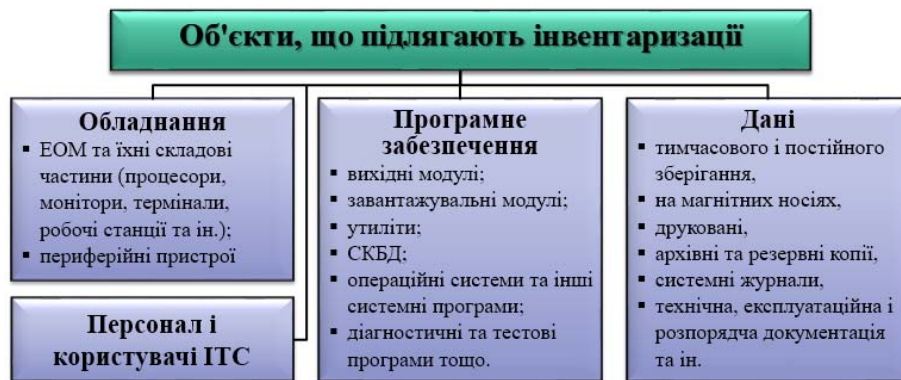 Об'єкти, що підлягають інвентаризації
Обладнання
▪ ЕОМ та їхні складові
частини (процесори,
монітори, термінали,
робочі станції та ін.);
▪ периферійні пристрої
Персонал і
користувачі ІТС
Програмне
забезпечення
▪ вихідні модулі;
▪ завантажувальні модулі;
▪ утиліти;
▪ СКБД;
▪ операційні системи та інші
системні програми;
▪ діагностичні та тестові
програми тощо.
Дані
▪ тимчасового і постійного
зберігання,
▪ на магнітних носіях,
▪ друковані,
▪ архівні та резервні копії,
▪ системні журнали,
▪ технічна, експлуатаційна і
розпорядча документація
та ін.